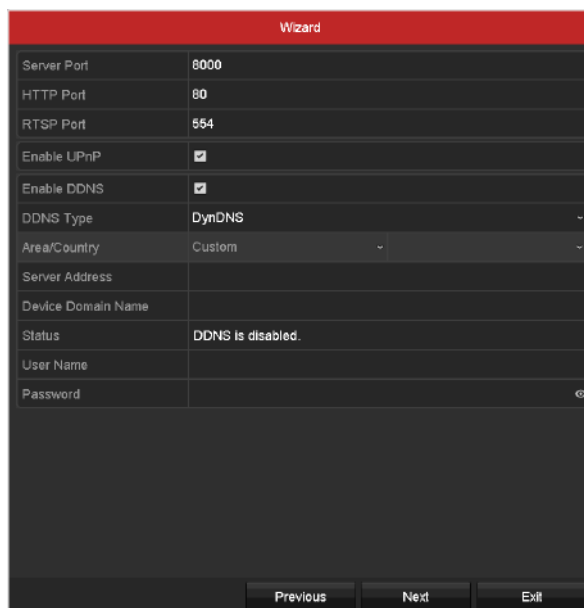 Wizard
Server Port 8000
HTTP Port 80
RTSP Port 554
Enable UPnP
Enable DDNS
DDNS Type DynDNS
Area/Country Custom
Server Address
Device Domain Name
Status DDNS is disabled.
User Name
Password
Previous Next Exit